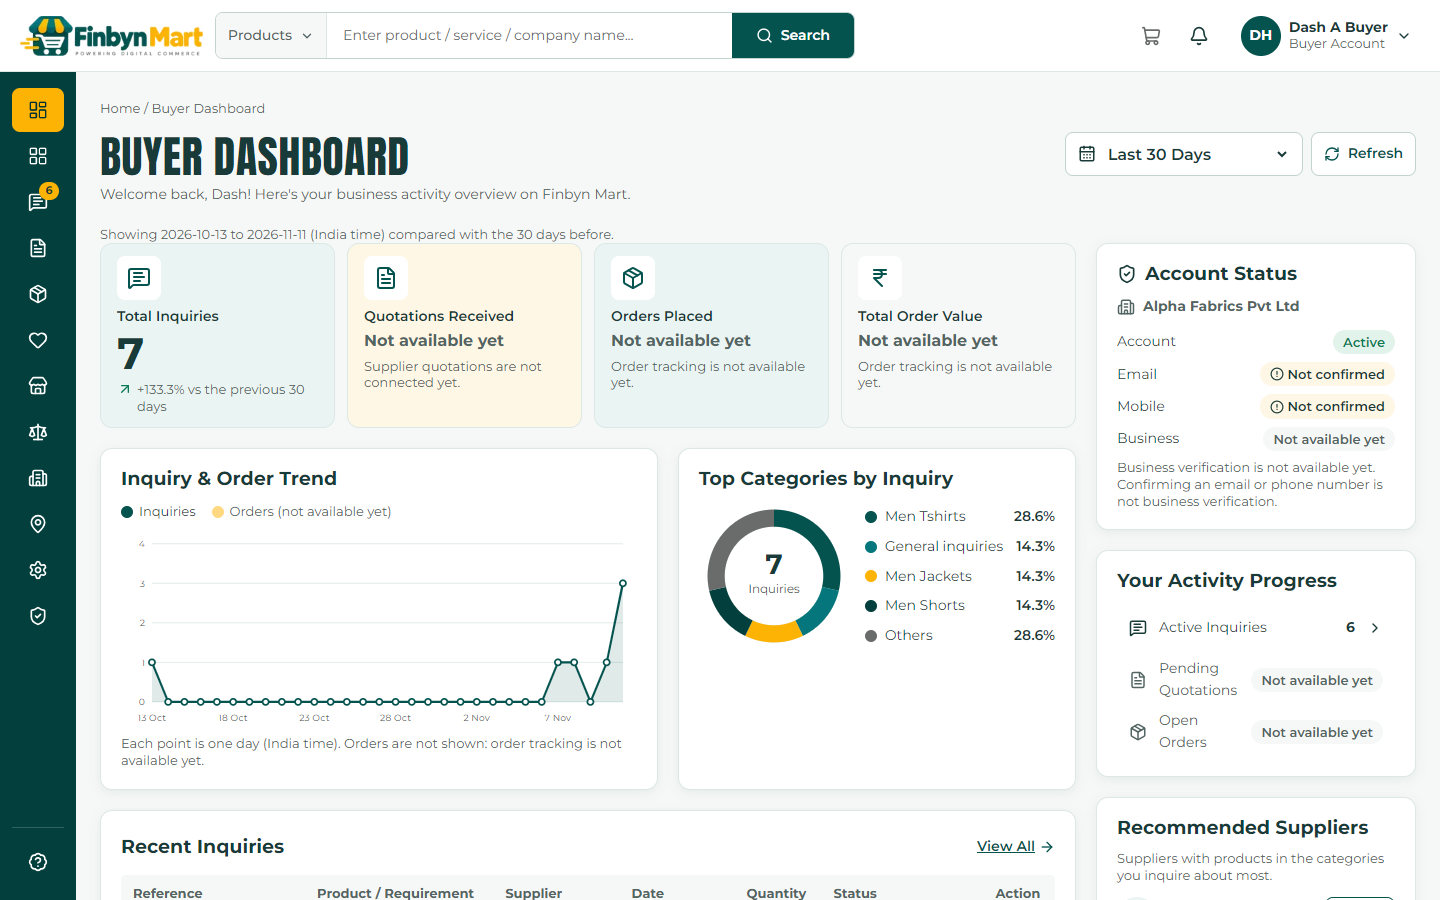 FinbynMart
POWERING DIGITAL COMMERCE
Products
Enter product / service / company name...
Search
DH
Dash A Buyer
Buyer Account
6
Home / Buyer Dashboard
BUYER DASHBOARD
Welcome back, Dash! Here's your business activity overview on Finbyn Mart.
Last 30 Days
Refresh
Showing 2026-10-13 to 2026-11-11 (India time) compared with the 30 days before.
Total Inquiries
7
+133.3% vs the previous 30
days
Quotations Received
Not available yet
Supplier quotations are not
connected yet.
Orders Placed
Not available yet
Order tracking is not available
yet.
Total Order Value
Not available yet
Order tracking is not available
yet.
Account Status
Alpha Fabrics Pvt Ltd
Account
Active
Email
Not confirmed
Mobile
Not confirmed
Business
Not available yet
Business verification is not available yet.
Confirming an email or phone number is
not business verification.
Inquiry & Order Trend
Inquiries
Orders (not available yet)
4
3
2
1
0
13 Oct
18 Oct
23 Oct
28 Oct
2 Nov
7 Nov
Each point is one day (India time). Orders are not shown: order tracking is not
available yet.
Top Categories by Inquiry
7
Inquiries
Men Tshirts 28.6%
General inquiries 14.3%
Men Jackets 14.3%
Men Shorts 14.3%
Others 28.6%
Your Activity Progress
Active Inquiries
6
Pending
Quotations
Not available yet
Open
Orders
Not available yet
Recent Inquiries
View All
Reference
Product / Requirement
Supplier
Date
Quantity
Status
Action
Recommended Suppliers
Suppliers with products in the categories
you inquire about most.